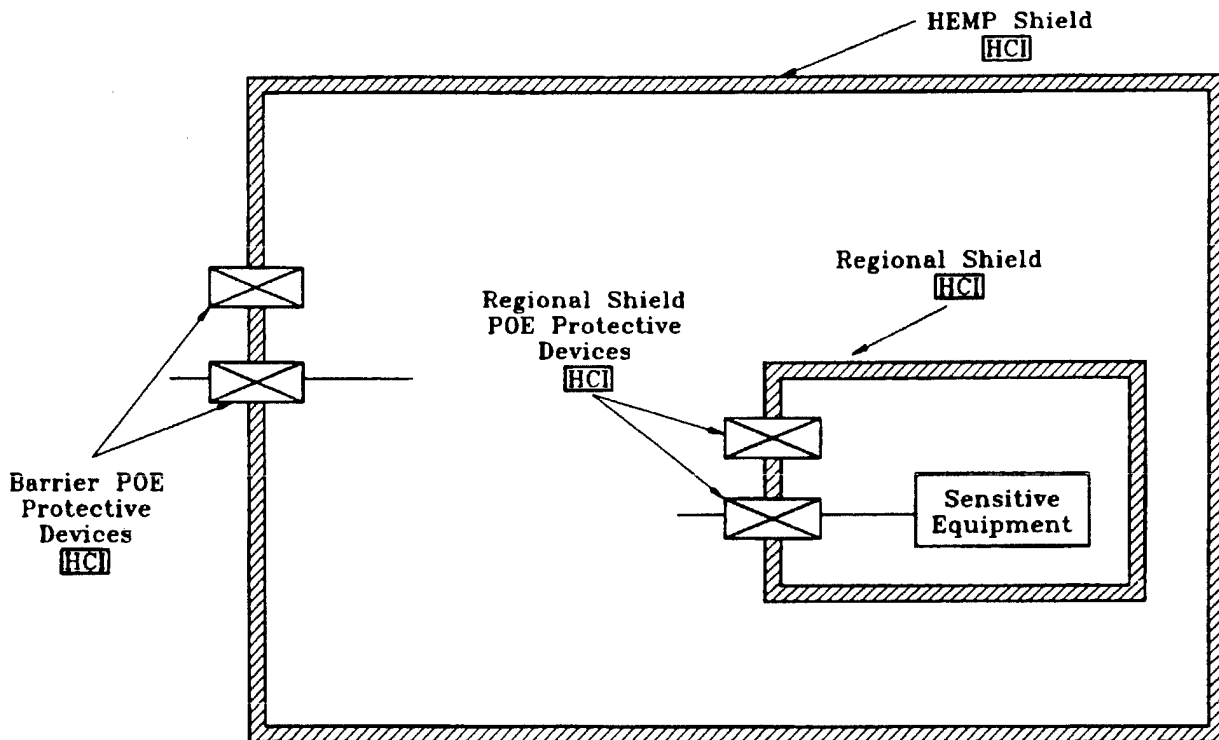 HEMP Shield
HCI
Regional Shield
HCI
Regional Shield
POE Protective
Devices
HCI
Barrier POE
Protective
Devices
HCI
Sensitive
Equipment